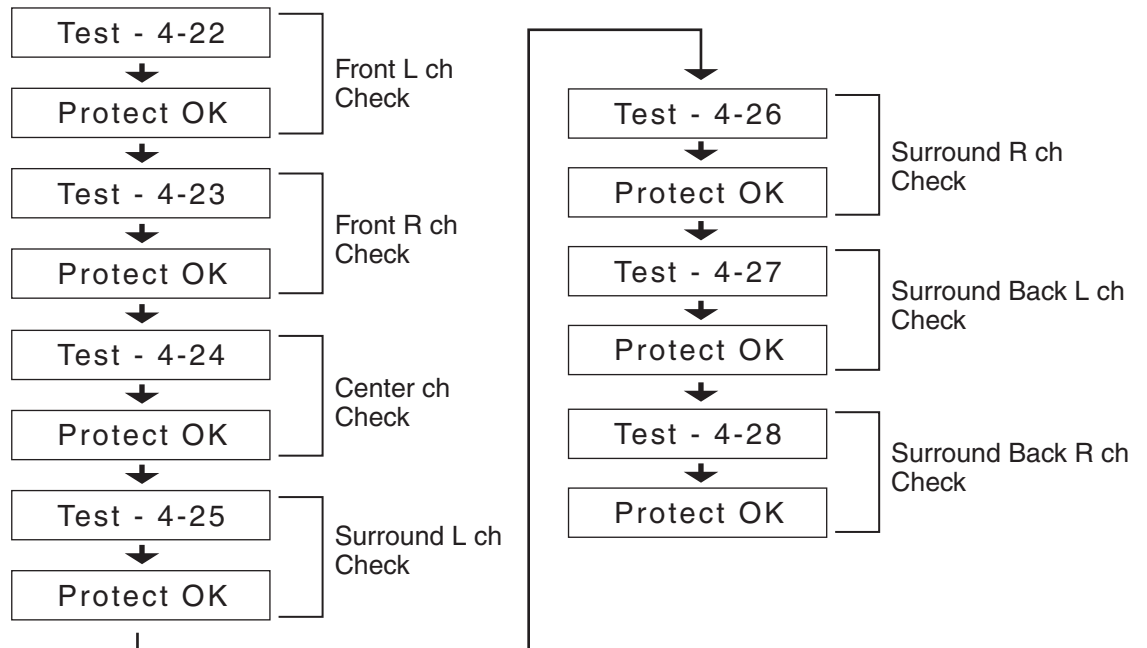 Test - 4-22
Protect OK
Front L ch
Check
Test - 4-23
Protect OK
Front R ch
Check
Test - 4-24
Protect OK
Center ch
Check
Test - 4-25
Protect OK
Surround L ch
Check
Test - 4-26
Protect OK
Surround R ch
Check
Test - 4-27
Protect OK
Surround Back L ch
Check
Test - 4-28
Protect OK
Surround Back R ch
Check